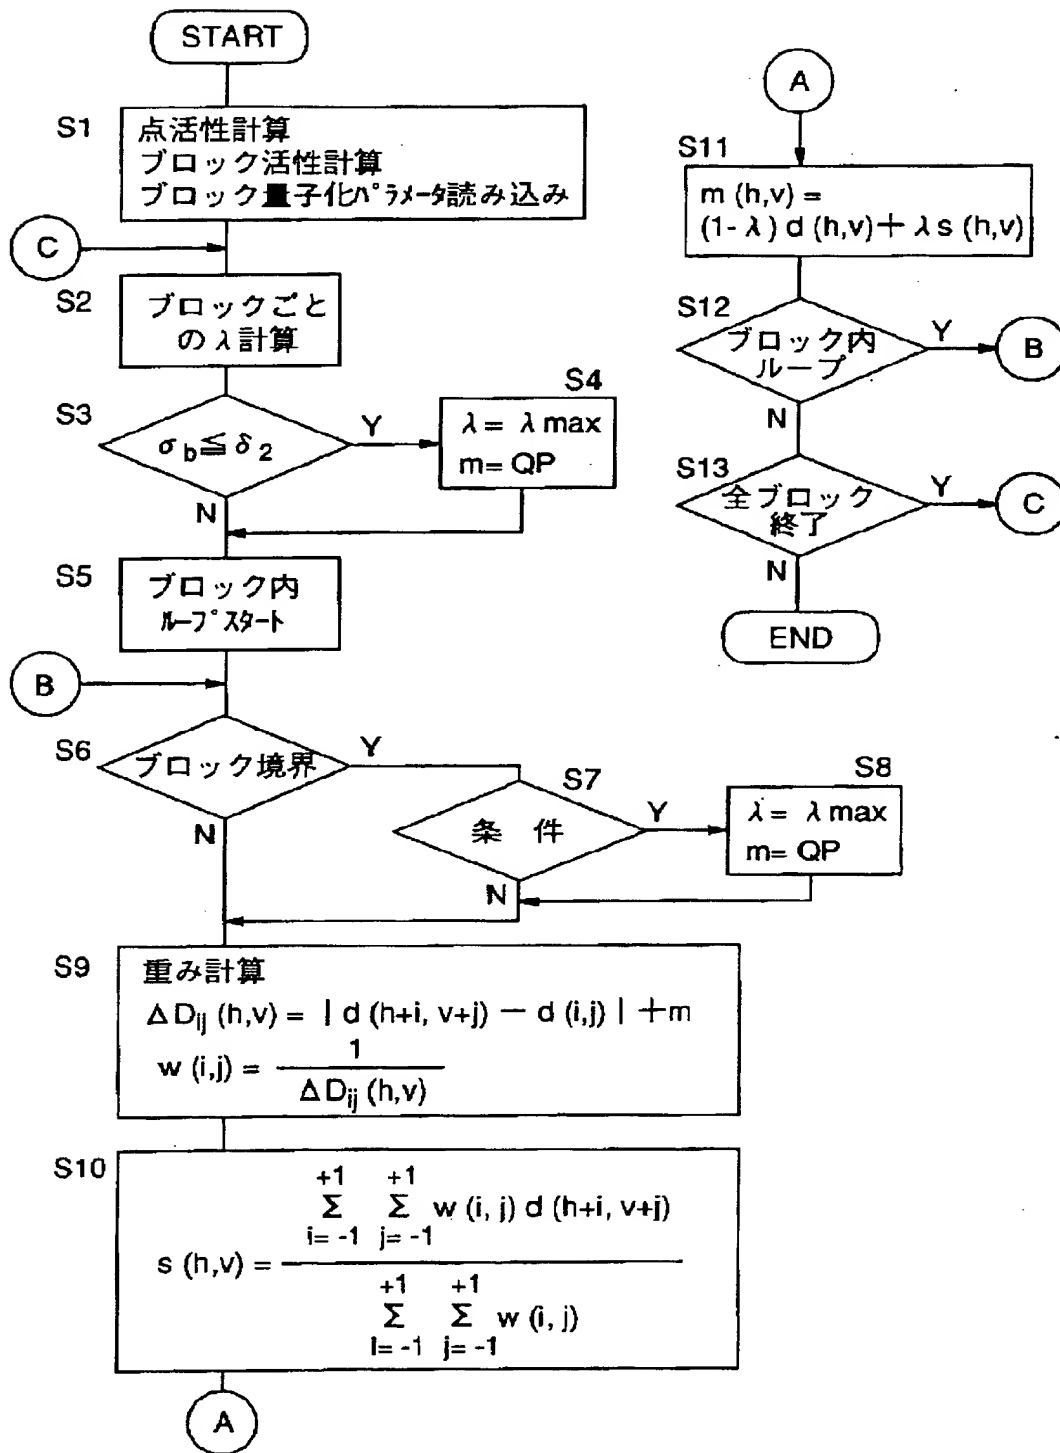 START
S1
点活性計算
ブロック活性計算
ブロック量子化ﾊﾟﾗﾒｰﾀ読み込み
C
S2
ブロックごと
のλ計算
S3
σb≦δ2
Y
N
S4
λ= λmax
m= QP
S5
ブロック内
ﾙｰﾌﾟｽﾀｰﾄ
B
S6
ブロック境界
Y
N
S7
条 件
Y
N
S8
λ= λmax
m= QP
S9
重み計算
ΔDij (h,v) = | d (h+i, v+j) − d (i,j) | +m
w (i,j) = 1 / ΔDij (h,v)
S10
+1 +1
s (h,v) = Σ Σ w (i, j) d (h+i, v+j)
i= -1 j= -1
+1 +1
Σ Σ w (i, j)
i= -1 j= -1
A
A
S11
m (h,v) =
(1- λ) d (h,v)+ λs (h,v)
S12
ブロック内
ループ
Y
B
N
S13
全ブロック
終了
Y
C
N
END